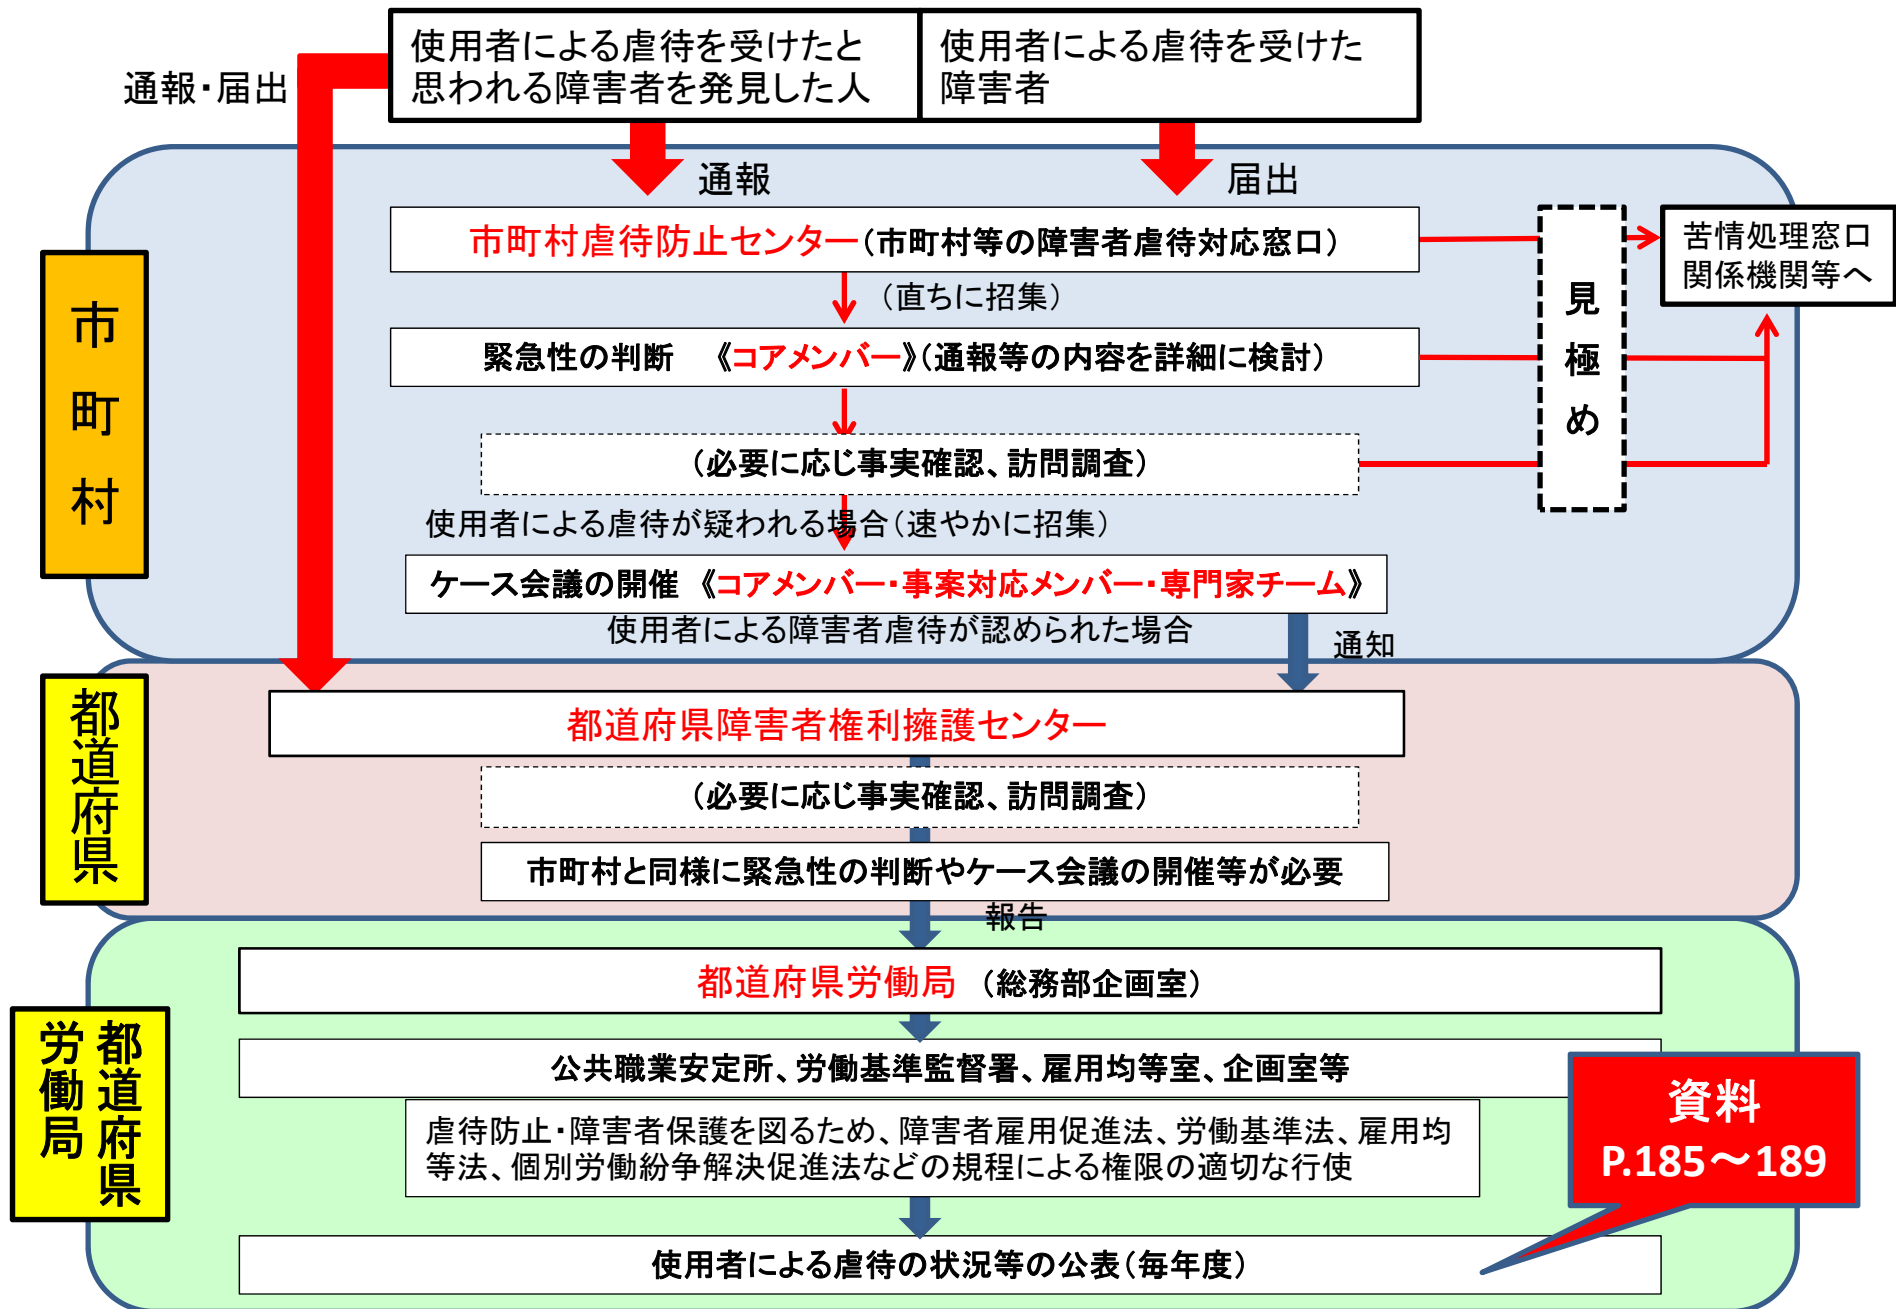 使用者による虐待を受けたと
思われる障害者を発見した人
使用者による虐待を受けた
障害者
通報・届出
通報
届出
市町村
市町村虐待防止センター（市町村等の障害者虐待対応窓口）
見極め
苦情処理窓口
関係機関等へ
（直ちに招集）
緊急性の判断　《コアメンバー》（通報等の内容を詳細に検討）
（必要に応じ事実確認、訪問調査）
使用者による虐待が疑われる場合（速やかに招集）
ケース会議の開催 《コアメンバー・事案対応メンバー・専門家チーム》
使用者による障害者虐待が認められた場合
通知
都道府県
都道府県障害者権利擁護センター
（必要に応じ事実確認、訪問調査）
市町村と同様に緊急性の判断やケース会議の開催等が必要
報告
都道府県
労働局
都道府県労働局 （総務部企画室）
公共職業安定所、労働基準監督署、雇用均等室、企画室等
虐待防止・障害者保護を図るため、障害者雇用促進法、労働基準法、雇用均
等法、個別労働紛争解決促進法などの規程による権限の適切な行使
資料
P.185～189
使用者による虐待の状況等の公表（毎年度）